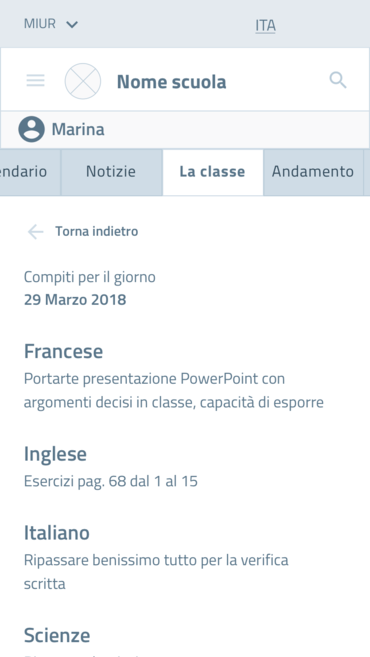 MIUR
ITA
Nome scuola
Marina
endario
Notizie
La classe
Andamento
Torna indietro
Compiti per il giorno
29 Marzo 2018
Francese
Portarte presentazione PowerPoint con
argomenti decisi in classe, capacità di esporre
Inglese
Esercizi pag. 68 dal 1 al 15
Italiano
Ripassare benissimo tutto per la verifica
scritta
Scienze